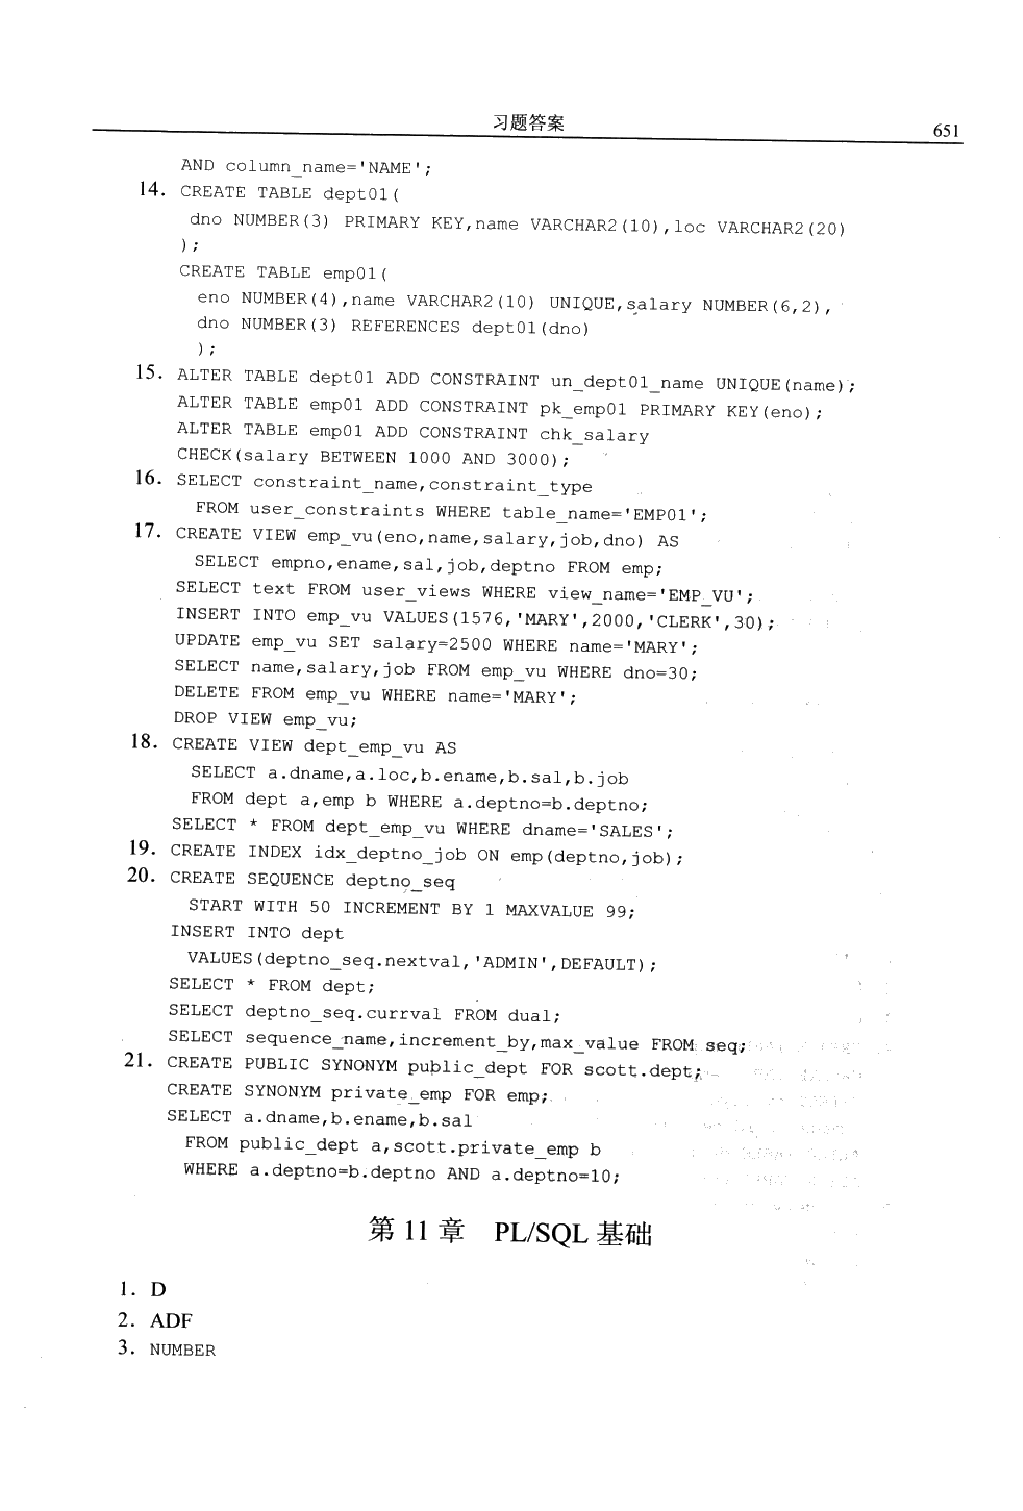 习题答案
651
AND column_name='NAME';
14. CREATE TABLE dept01(
dno NUMBER(3) PRIMARY KEY,name VARCHAR2(10),loc VARCHAR2(20)
);
CREATE TABLE emp01(
eno NUMBER(4),name VARCHAR2(10) UNIQUE,salary NUMBER(6,2),
dno NUMBER(3) REFERENCES dept01(dno)
);
15. ALTER TABLE dept01 ADD CONSTRAINT un_dept01_name UNIQUE(name);
ALTER TABLE emp01 ADD CONSTRAINT pk_emp01 PRIMARY KEY(eno);
ALTER TABLE emp01 ADD CONSTRAINT chk_salary
CHECK(salary BETWEEN 1000 AND 3000);
16. SELECT constraint_name,constraint_type
FROM user_constraints WHERE table_name='EMP01';
17. CREATE VIEW emp_vu(eno,name,salary,job,dno) AS
SELECT empno,ename,sal,job,deptno FROM emp;
SELECT text FROM user_views WHERE view_name='EMP_VU';
INSERT INTO emp_vu VALUES(1576,'MARY',2000,'CLERK',30);
UPDATE emp_vu SET salary=2500 WHERE name='MARY';
SELECT name,salary,job FROM emp_vu WHERE dno=30;
DELETE FROM emp_vu WHERE name='MARY';
DROP VIEW emp_vu;
18. CREATE VIEW dept_emp_vu AS
SELECT a.dname,a.loc,b.ename,b.sal,b.job
FROM dept a,emp b WHERE a.deptno=b.deptno;
SELECT * FROM dept_emp_vu WHERE dname='SALES';
19. CREATE INDEX idx_deptno_job ON emp(deptno,job);
20. CREATE SEQUENCE deptno_seq
START WITH 50 INCREMENT BY 1 MAXVALUE 99;
INSERT INTO dept
VALUES(deptno_seq.nextval,'ADMIN',DEFAULT);
SELECT * FROM dept;
SELECT deptno_seq.currval FROM dual;
SELECT sequence_name,increment_by,max_value FROM seq;
21. CREATE PUBLIC SYNONYM public_dept FOR scott.dept;
CREATE SYNONYM private_emp FOR emp;
SELECT a.dname,b.ename,b.sal
FROM public_dept a,scott.private_emp b
WHERE a.deptno=b.deptno AND a.deptno=10;
第 11 章 PL/SQL 基础
1. D
2. ADF
3. NUMBER